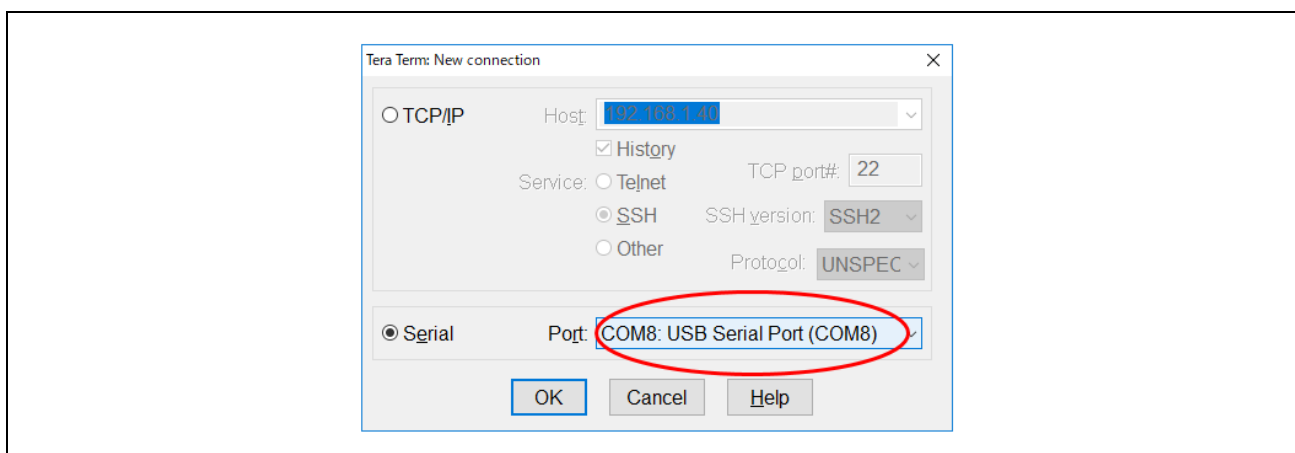 Tera Term: New connection
TCP/IP Host: 192.168.1.40
History
Service: Telnet TCP port#: 22
SSH SSH version: SSH2
Other Protocol: UNSPEC
Serial Port: COM8: USB Serial Port (COM8)
OK Cancel Help